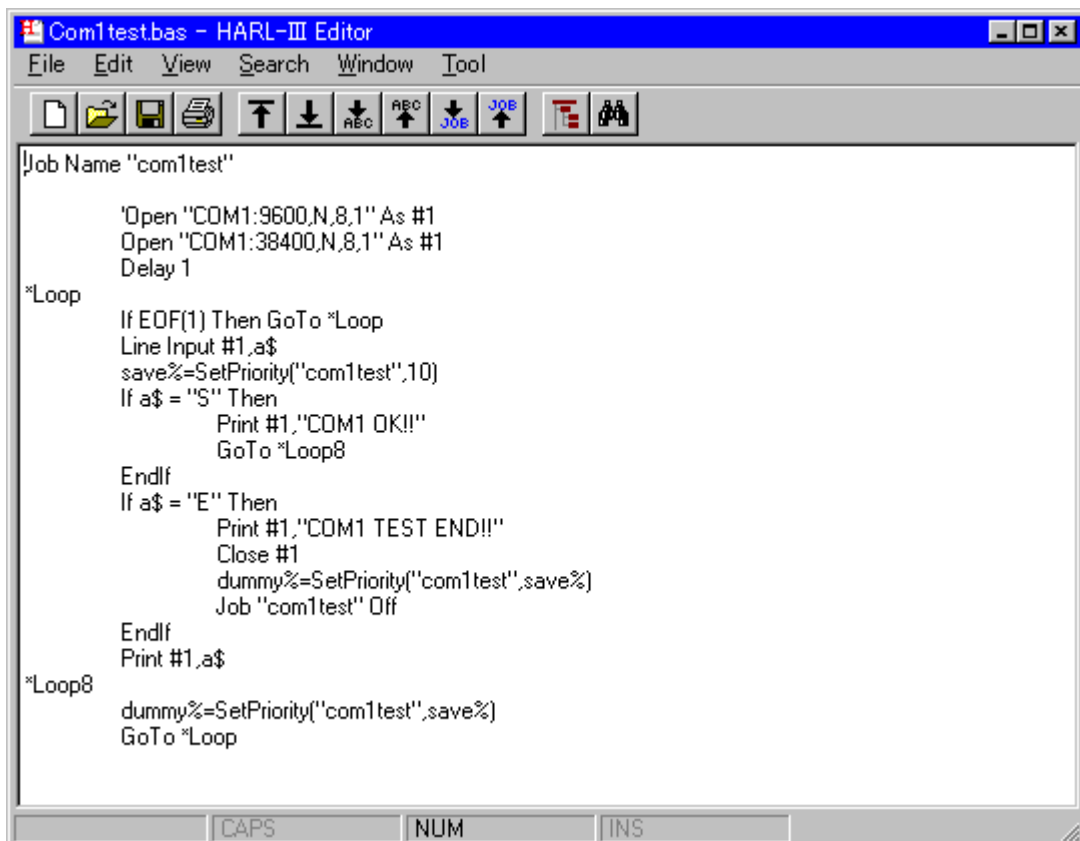 Com1test.bas - HARL-III Editor
File Edit View Search Window Tool
ABC ABC JOB JOB
!Job Name "com1test"
'Open "COM1:9600,N,8,1" As #1
Open "COM1:38400,N,8,1" As #1
Delay 1
*Loop
If EOF(1) Then GoTo *Loop
Line Input #1,a$
save%=SetPriority("com1test",10)
If a$ = "S" Then
Print #1,"COM1 OK!!"
GoTo *Loop8
EndIf
If a$ = "E" Then
Print #1,"COM1 TEST END!!"
Close #1
dummy%=SetPriority("com1test",save%)
Job "com1test" Off
EndIf
Print #1,a$
*Loop8
dummy%=SetPriority("com1test",save%)
GoTo *Loop
CAPS NUM INS